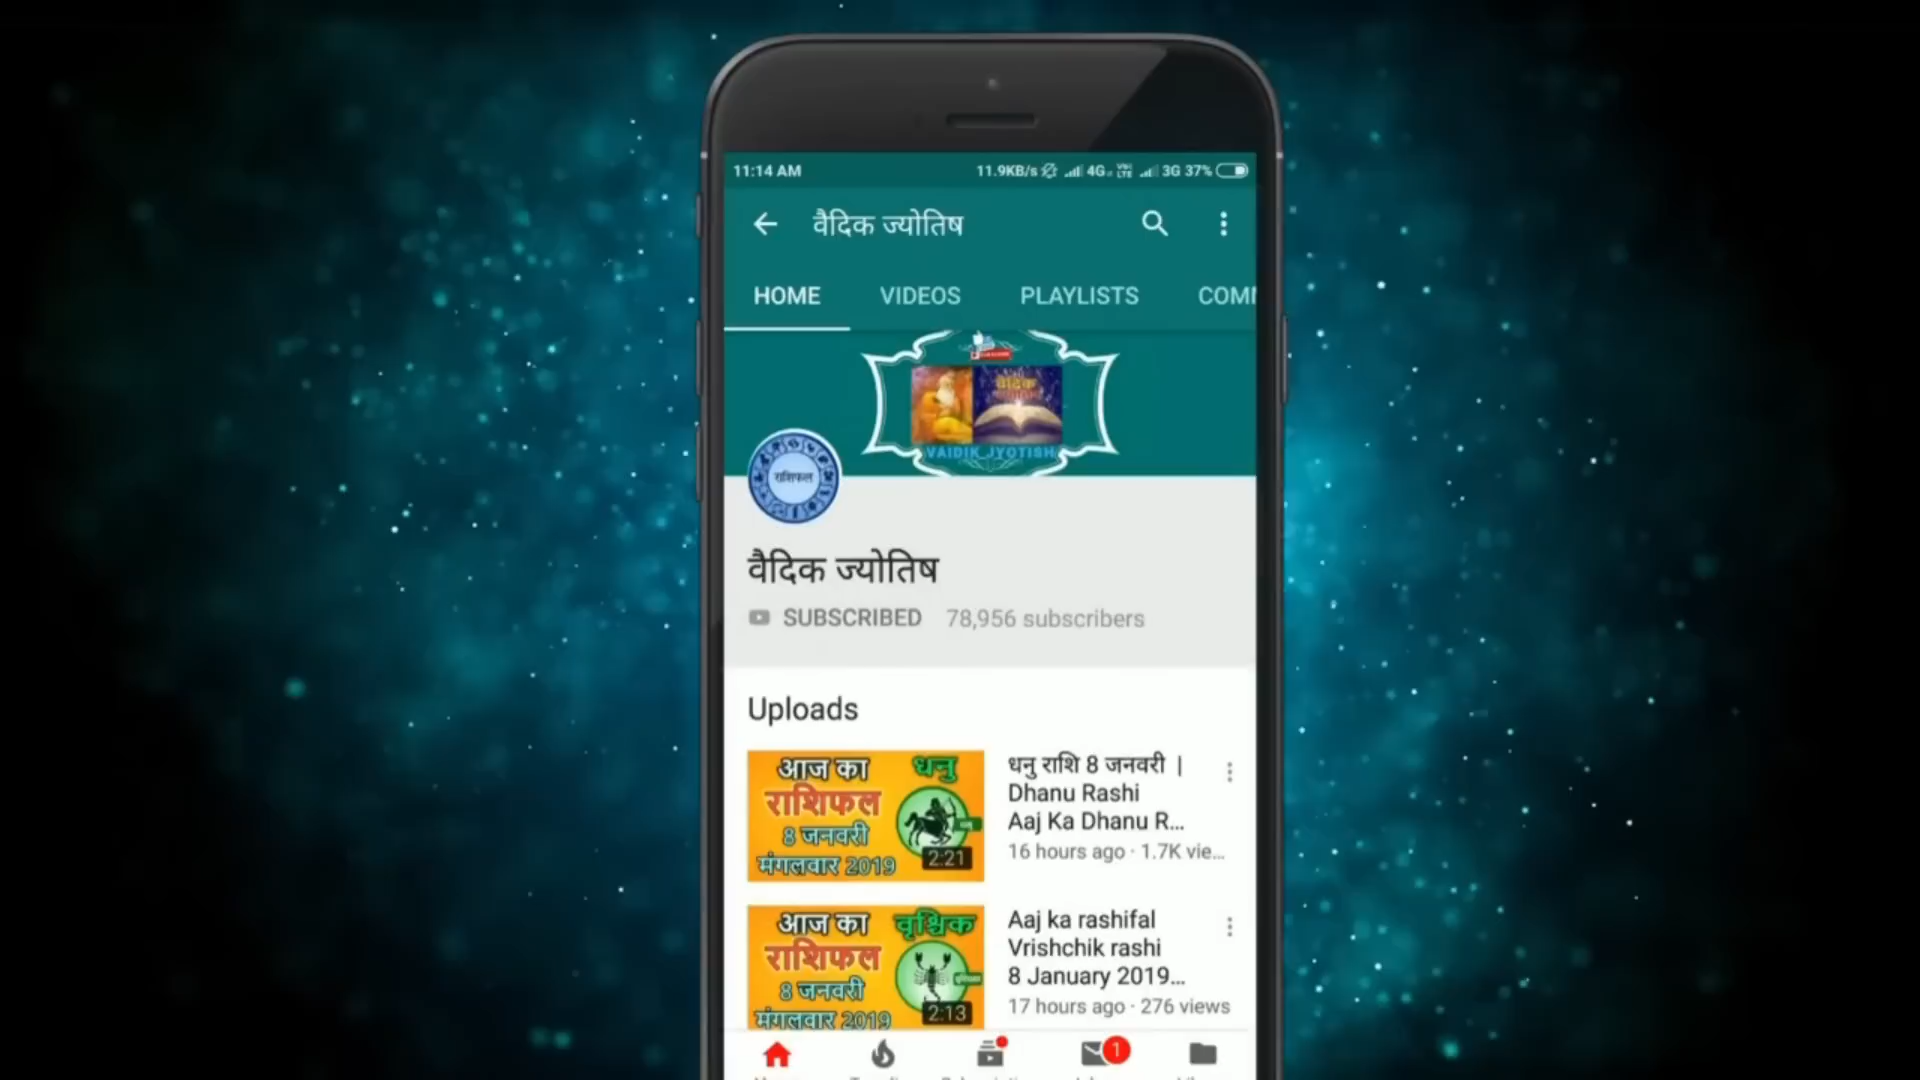 11:14 AM 11.9KB/s 4G 3G 37%
वैदिक ज्योतिष
HOME VIDEOS PLAYLISTS COM
वैदिक
VAIDIK JYOTISH
राशिफल
वैदिक ज्योतिष
SUBSCRIBED 78,956 subscribers
Uploads
आज का धनु
राशिफल
8 जनवरी
मंगलवार 2019
2:21
धनु राशि 8 जनवरी |
Dhanu Rashi
Aaj Ka Dhanu R...
16 hours ago · 1.7K vie...
आज का वृश्चिक
राशिफल
8 जनवरी
मंगलवार 2019
2:13
Aaj ka rashifal
Vrishchik rashi
8 January 2019...
17 hours ago · 276 views
1